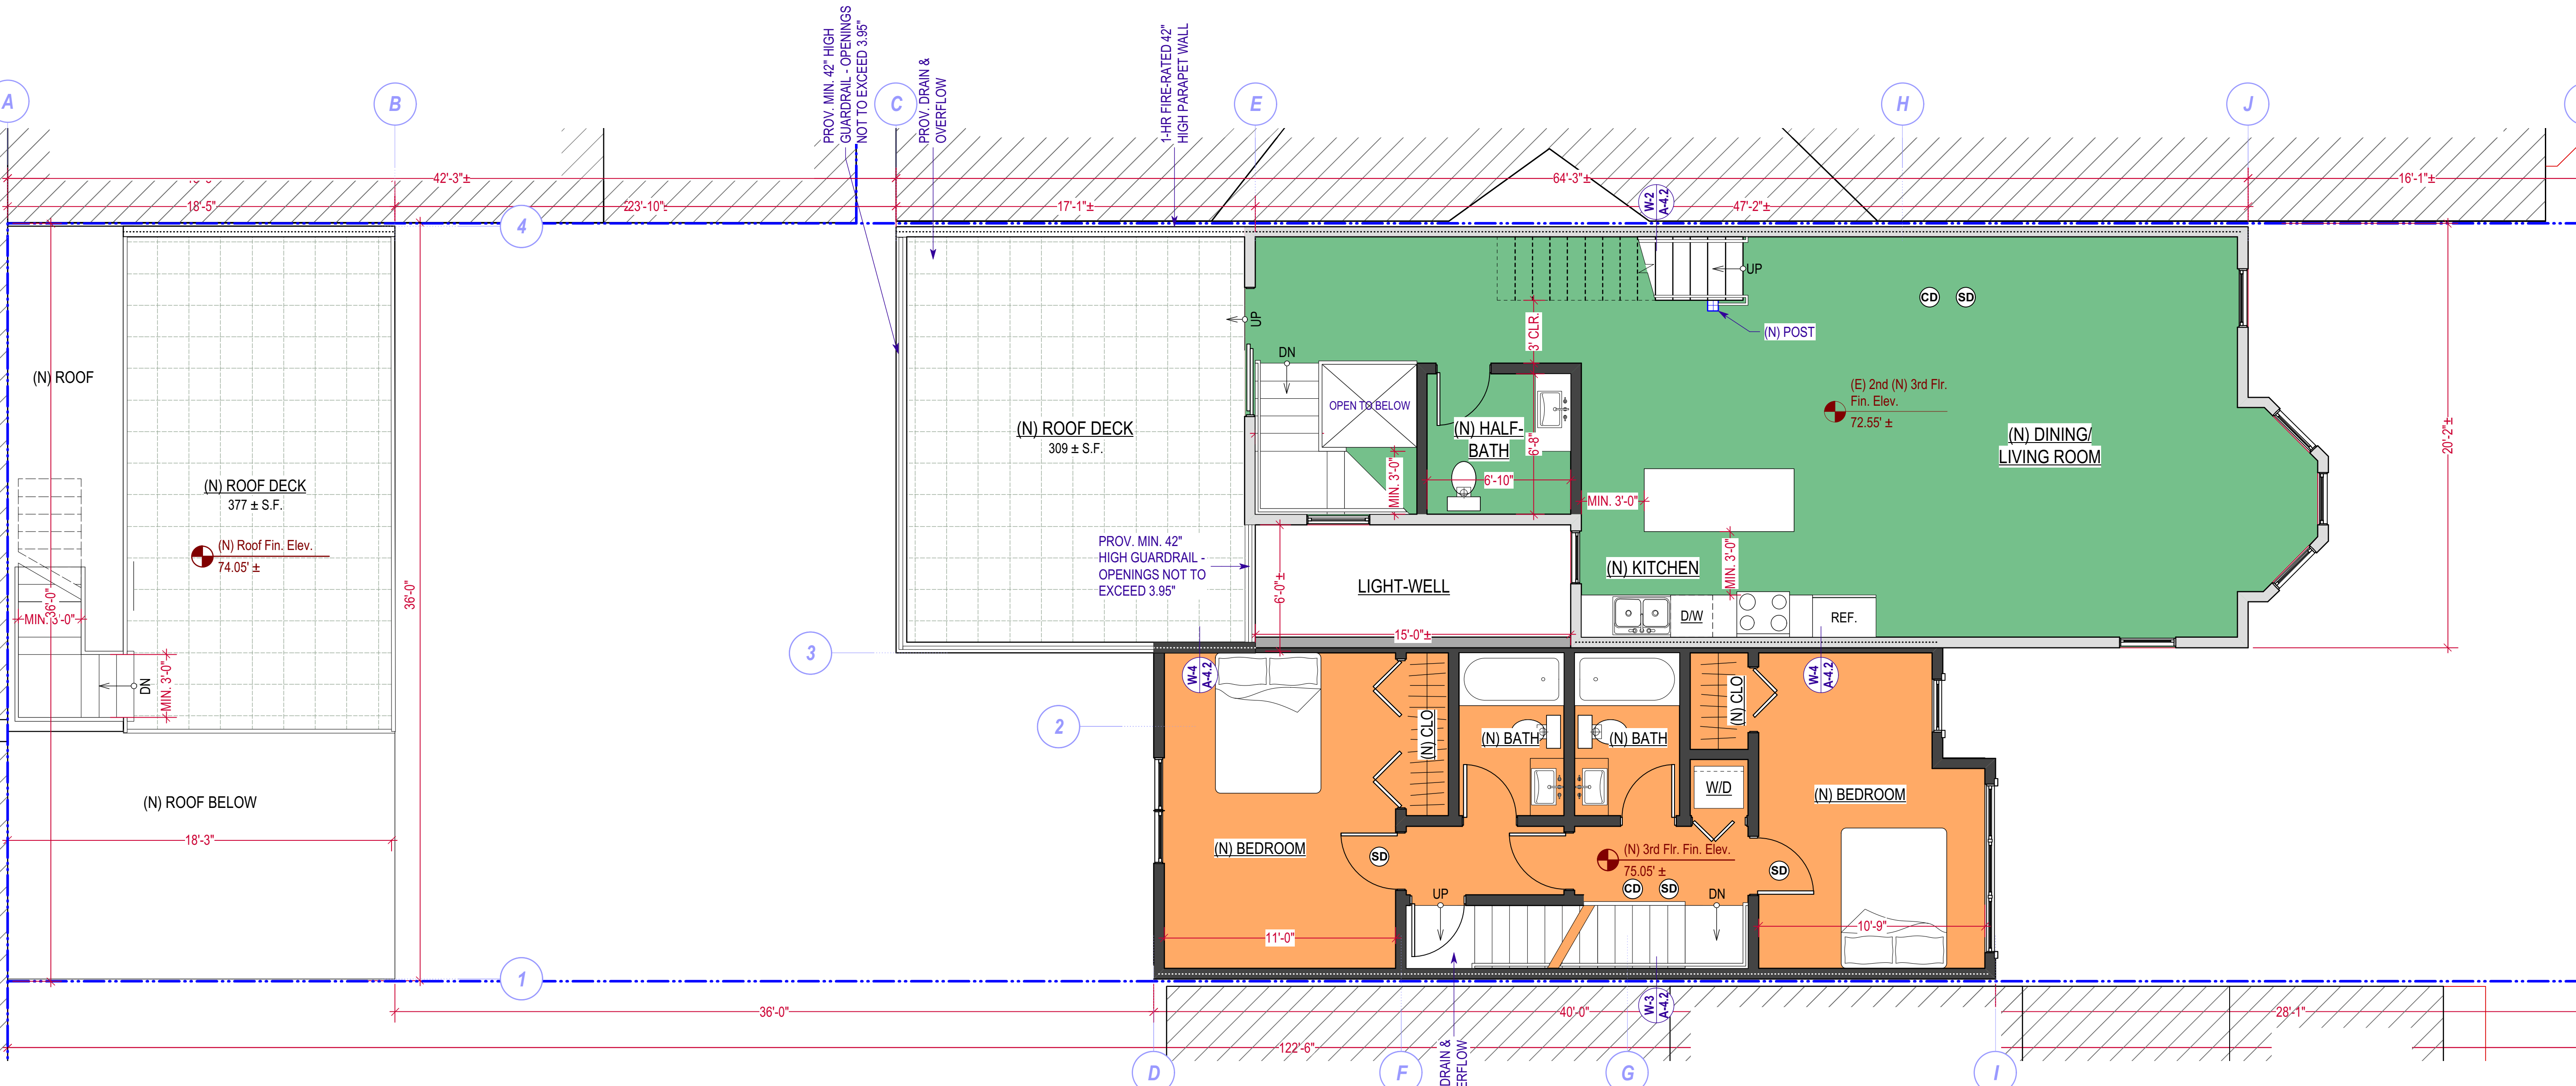 PROV. MIN. 42" HIGH
GUARDRAIL - OPENINGS
NOT TO EXCEED 3.95"
PROV. DRAIN &
OVERFLOW
1-HR FIRE-RATED 42"
HIGH PARAPET WALL
A
B
C
E
H
J
42'-3"±
64'-3"±
16'-1"±
18'-5"
23'-10"±
17'-1"±
47'-2"±
W-2
A-4.2
4
UP
CD
SD
UP
(N) POST
3' CLR.
DN
(N) ROOF
OPEN TO BELOW
(E) 2nd (N) 3rd Flr.
Fin. Elev.
72.55' ±
(N) ROOF DECK
309 ± S.F.
(N) HALF-
BATH
6'-8"
(N) DINING/
LIVING ROOM
20'-2"±
(N) ROOF DECK
377 ± S.F.
MIN. 3'-0"
6'-10"
MIN. 3'-0"
(N) Roof Fin. Elev.
74.05' ±
PROV. MIN. 42"
HIGH GUARDRAIL -
OPENINGS NOT TO
EXCEED 3.95"
MIN. 3'-0"
(N) KITCHEN
36'-0"
36'-0"
6'-0"±
LIGHT-WELL
MIN. 3'-0"
D/W
REF.
15'-0"±
3
DN
MIN. 3'-0"
W-4
A-4.2
W-4
A-4.2
2
(N) CLO
(N) BATH
(N) BATH
(N) CLO
(N) ROOF BELOW
W/D
(N) BEDROOM
18'-3"
(N) BEDROOM
SD
(N) 3rd Flr. Fin. Elev.
75.05' ±
SD
CD
SD
UP
DN
11'-0"
10'-9"
1
36'-0"
40'-0"
W-3
A-4.2
28'-1"
122'-6"
DRAIN &
D
F
G
I